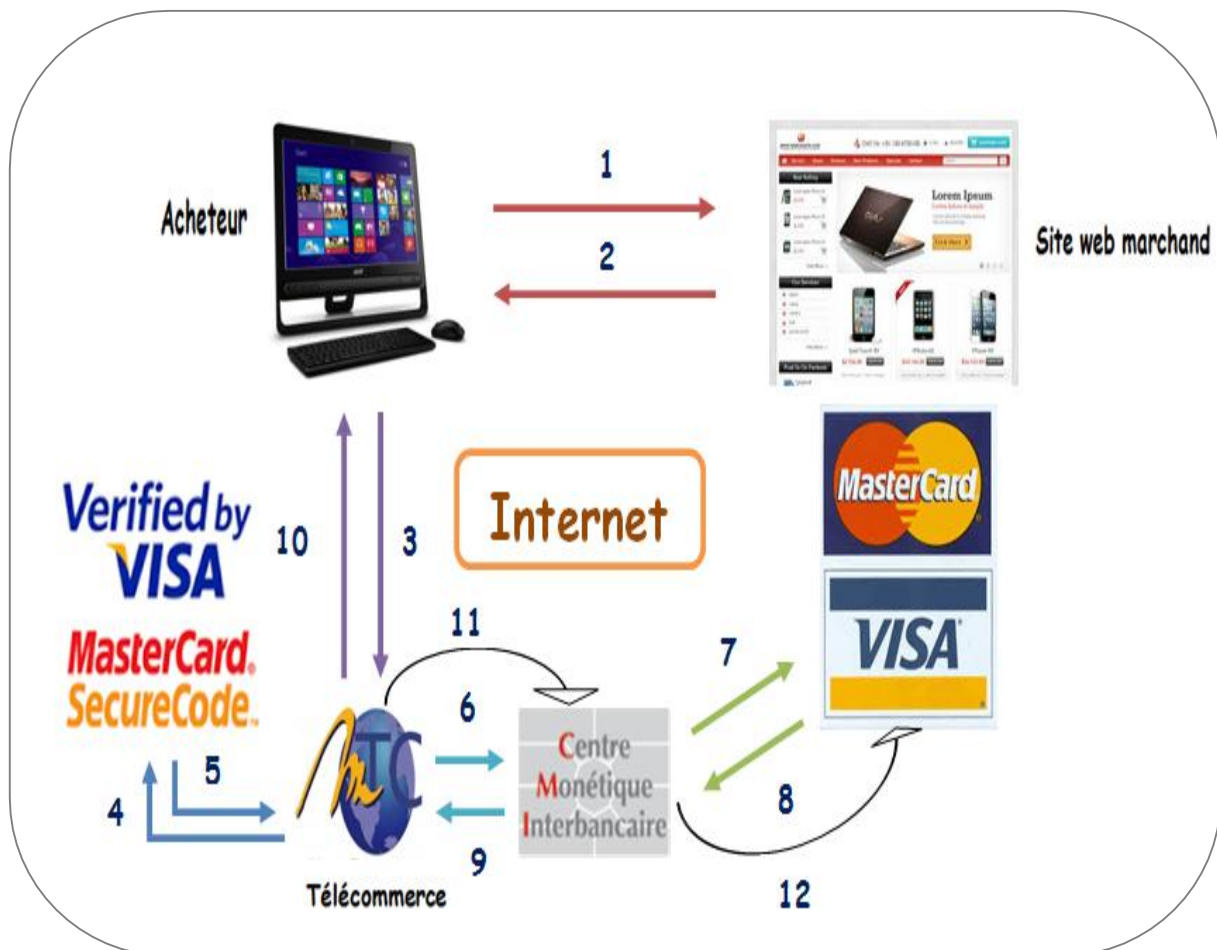 1
Acheteur
Lorem Ipsum
Site web marchand
2
MasterCard
Verified by
VISA
10
3
Internet
11
7
VISA
MasterCard.
SecureCode
6
MTC
Centre
Monétique
Interbancaire
5
4
8
9
Télécommerce
12